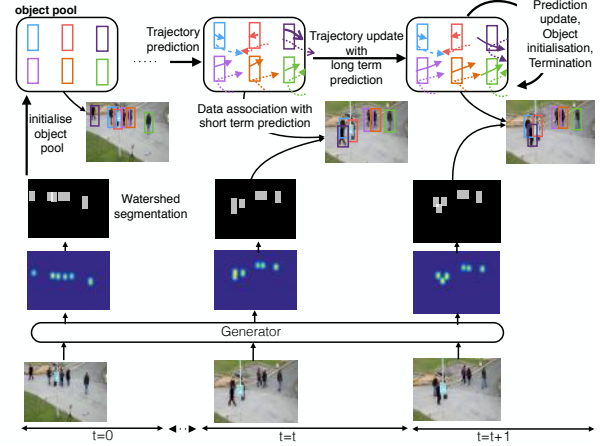 object pool
Trajectory
prediction
Trajectory update
with
long term
prediction
Prediction
update, Object
initialisation,
Termination
initialise
object
pool
Data association with
short term prediction
Watershed
segmentation
Generator
t=0
t=t
t=t+1